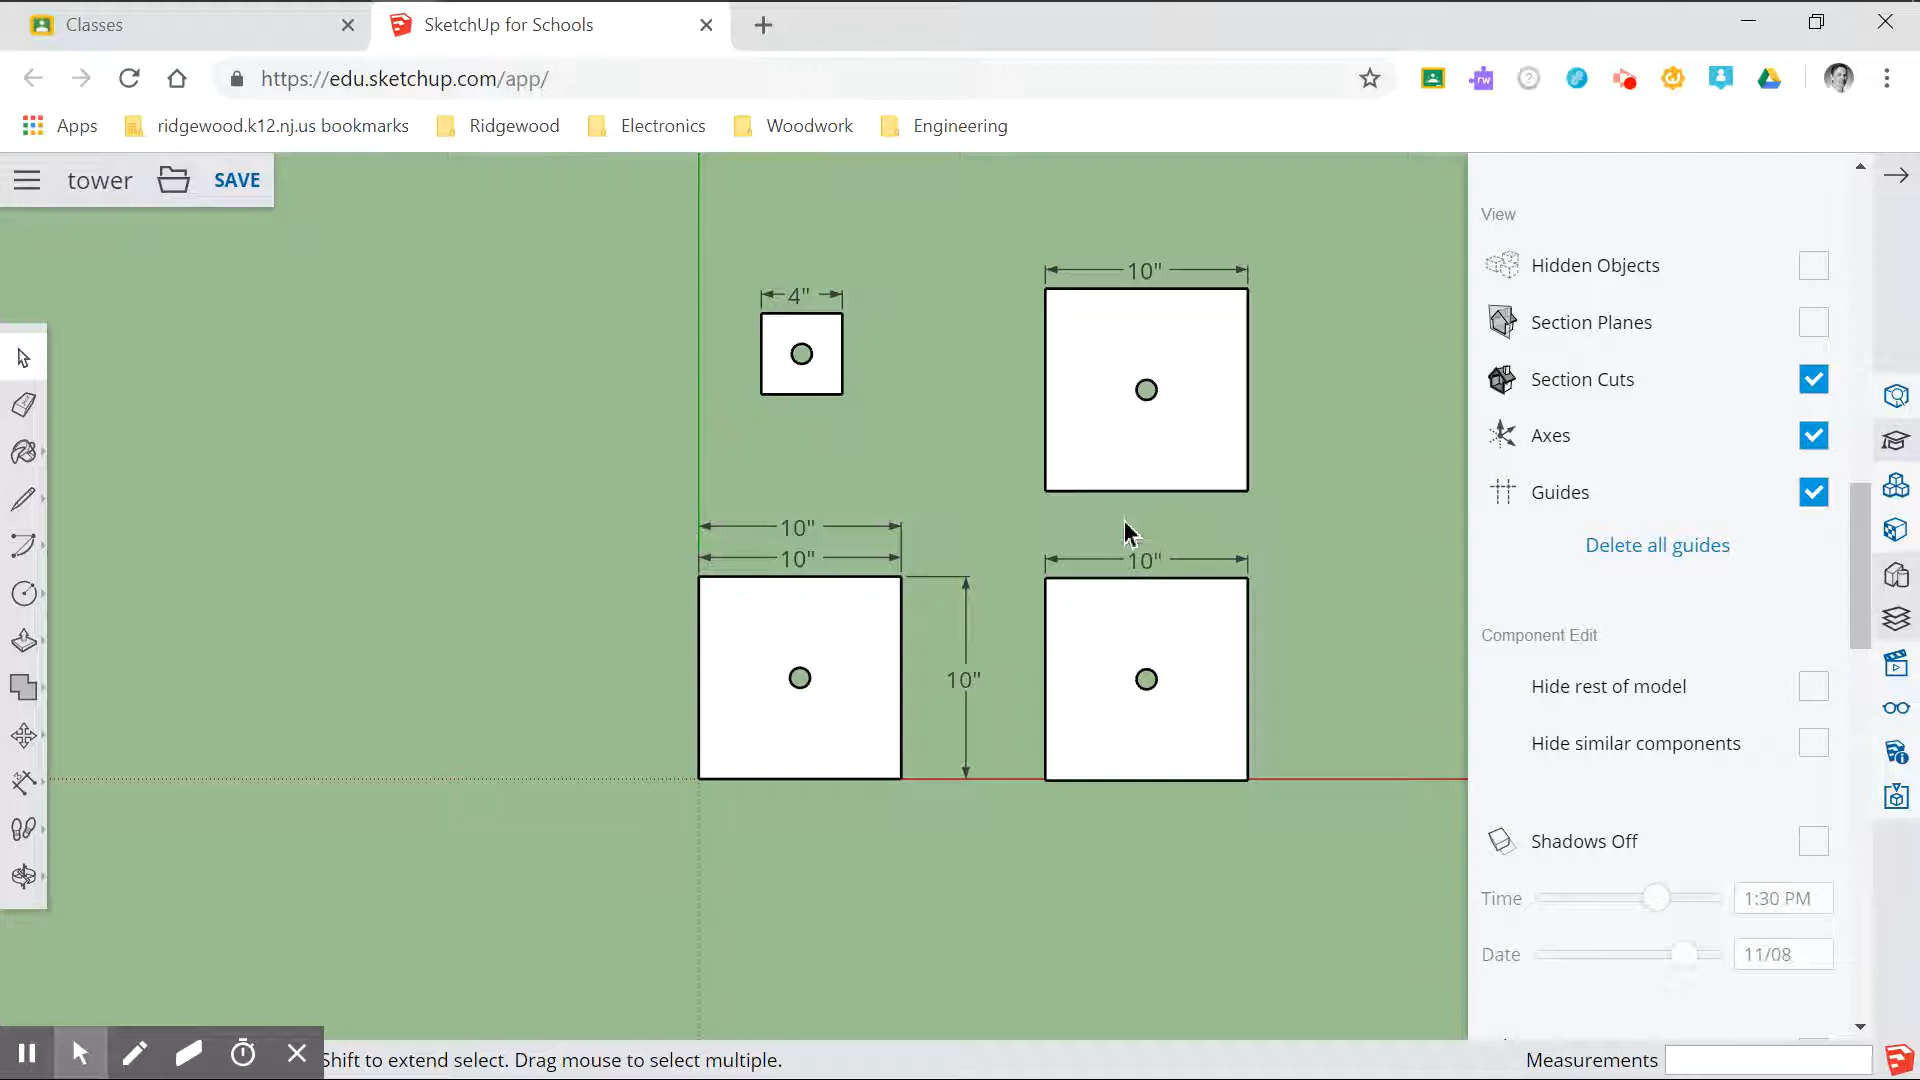 Classes
SketchUp for Schools
https://edu.sketchup.com/app/
Apps
ridgewood.k12.nj.us bookmarks
Ridgewood
Electronics
Woodwork
Engineering
tower
SAVE
4"
10"
10"
10"
10"
10"
View
Hidden Objects
Section Planes
Section Cuts
Axes
Guides
Delete all guides
Component Edit
Hide rest of model
Hide similar components
Shadows Off
Time
1:30 PM
Date
11/08
Shift to extend select. Drag mouse to select multiple.
Measurements